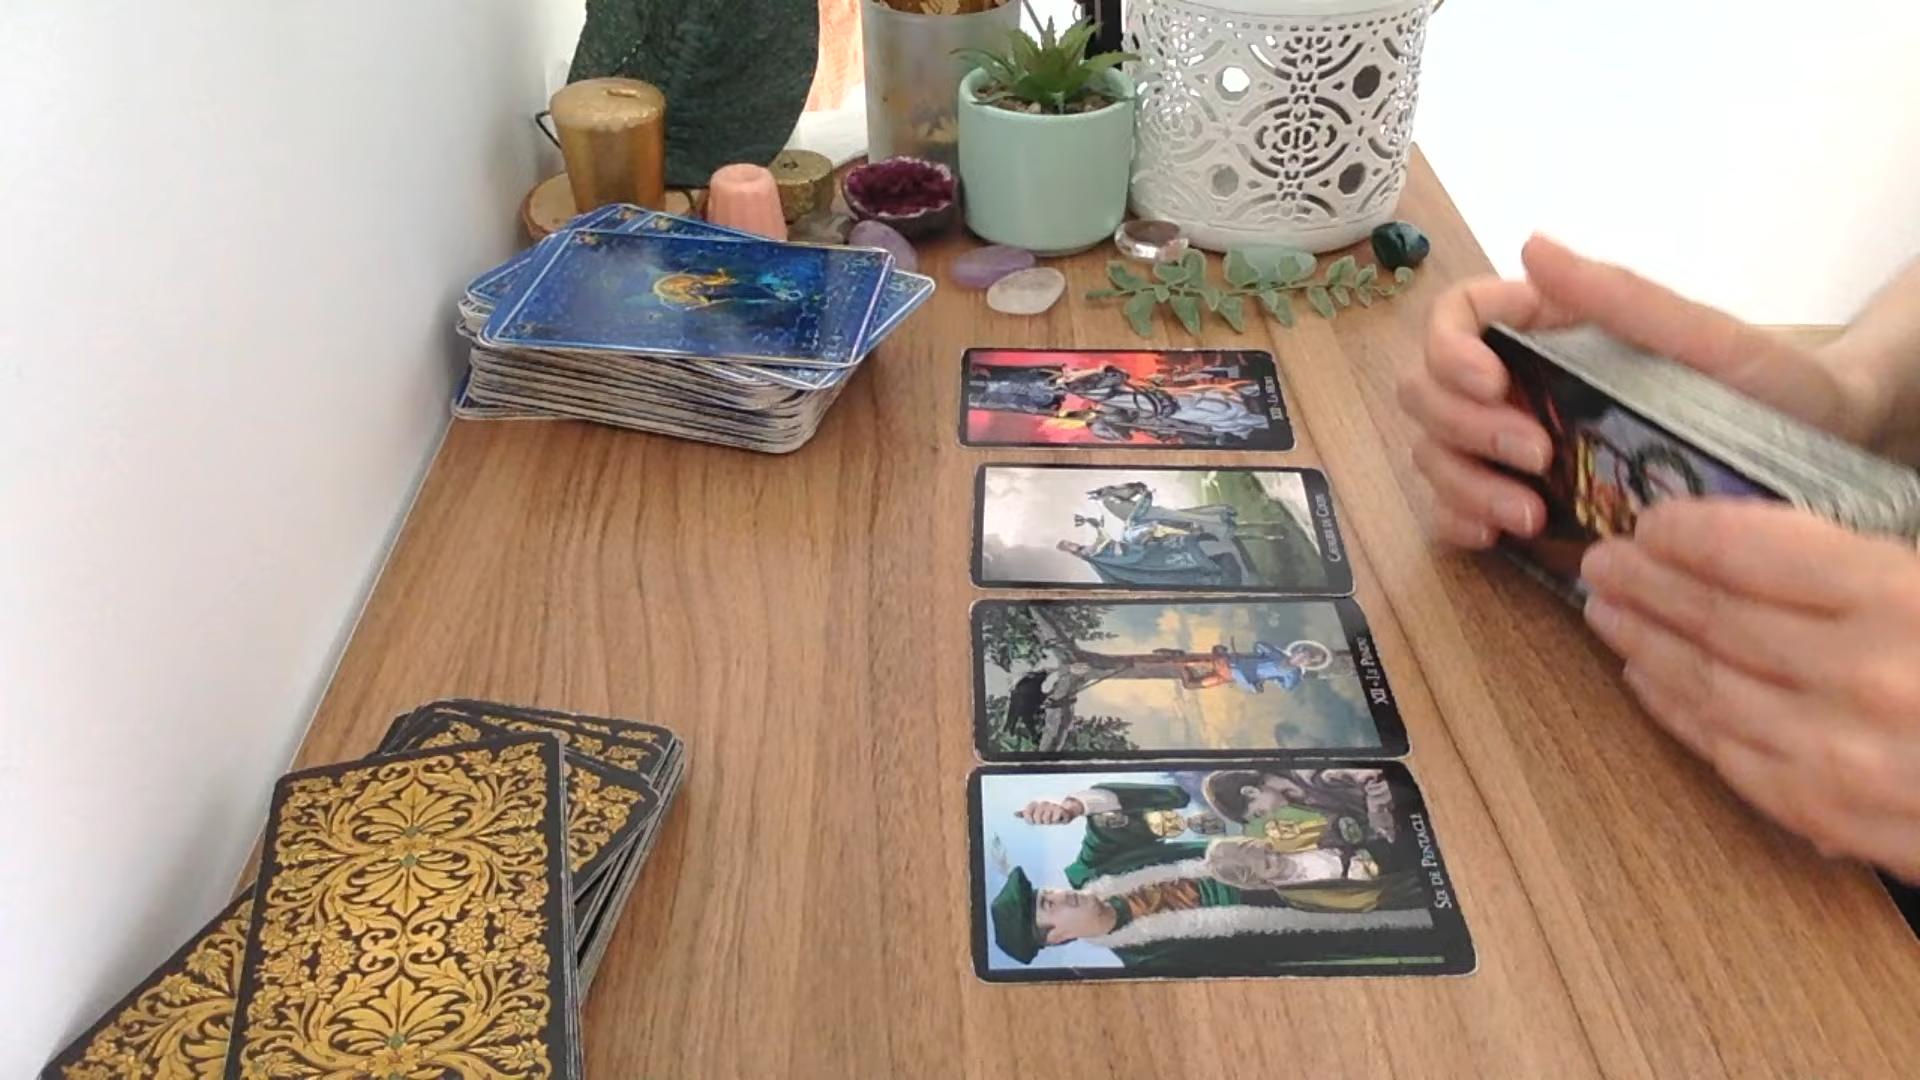 XIII • LA MORT
CAVALIER DE COUPE
XII • LE PENDU
SIX DE PENTACLE